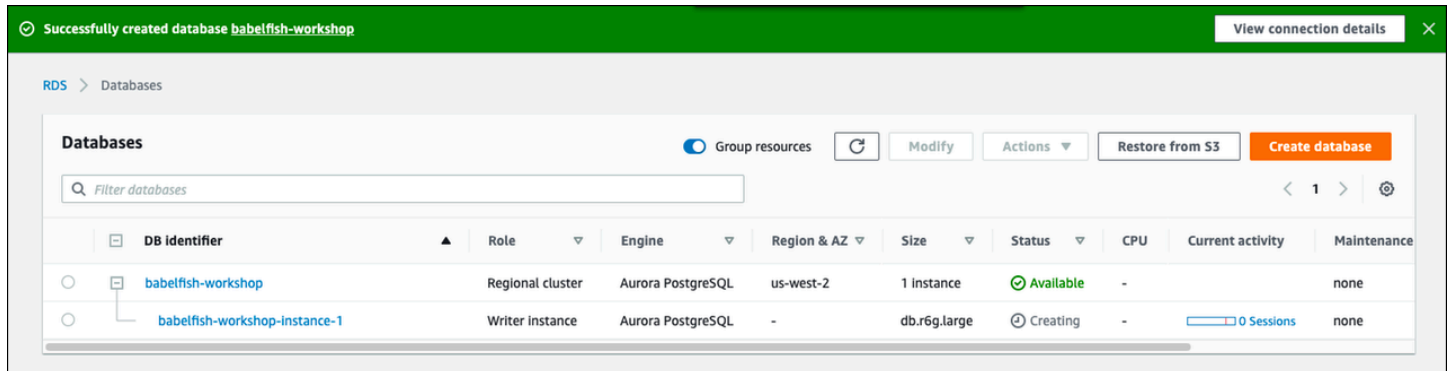 Successfully created database babelfish-workshop View connection details
RDS > Databases
Databases Group resources Modify Actions Restore from S3 Create database
Filter databases < 1 >
DB identifier Role Engine Region & AZ Size Status CPU Current activity Maintenance
babelfish-workshop Regional cluster Aurora PostgreSQL us-west-2 1 instance Available - none
babelfish-workshop-instance-1 Writer instance Aurora PostgreSQL - db.r6g.large Creating - 0 Sessions none